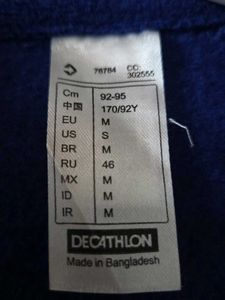 76784 CC:
302555
Cm 92-95
中国 170/92Y
EU M
US S
BR M
RU 46
MX M
ID M
IR M
DECATHLON
Made in Bangladesh